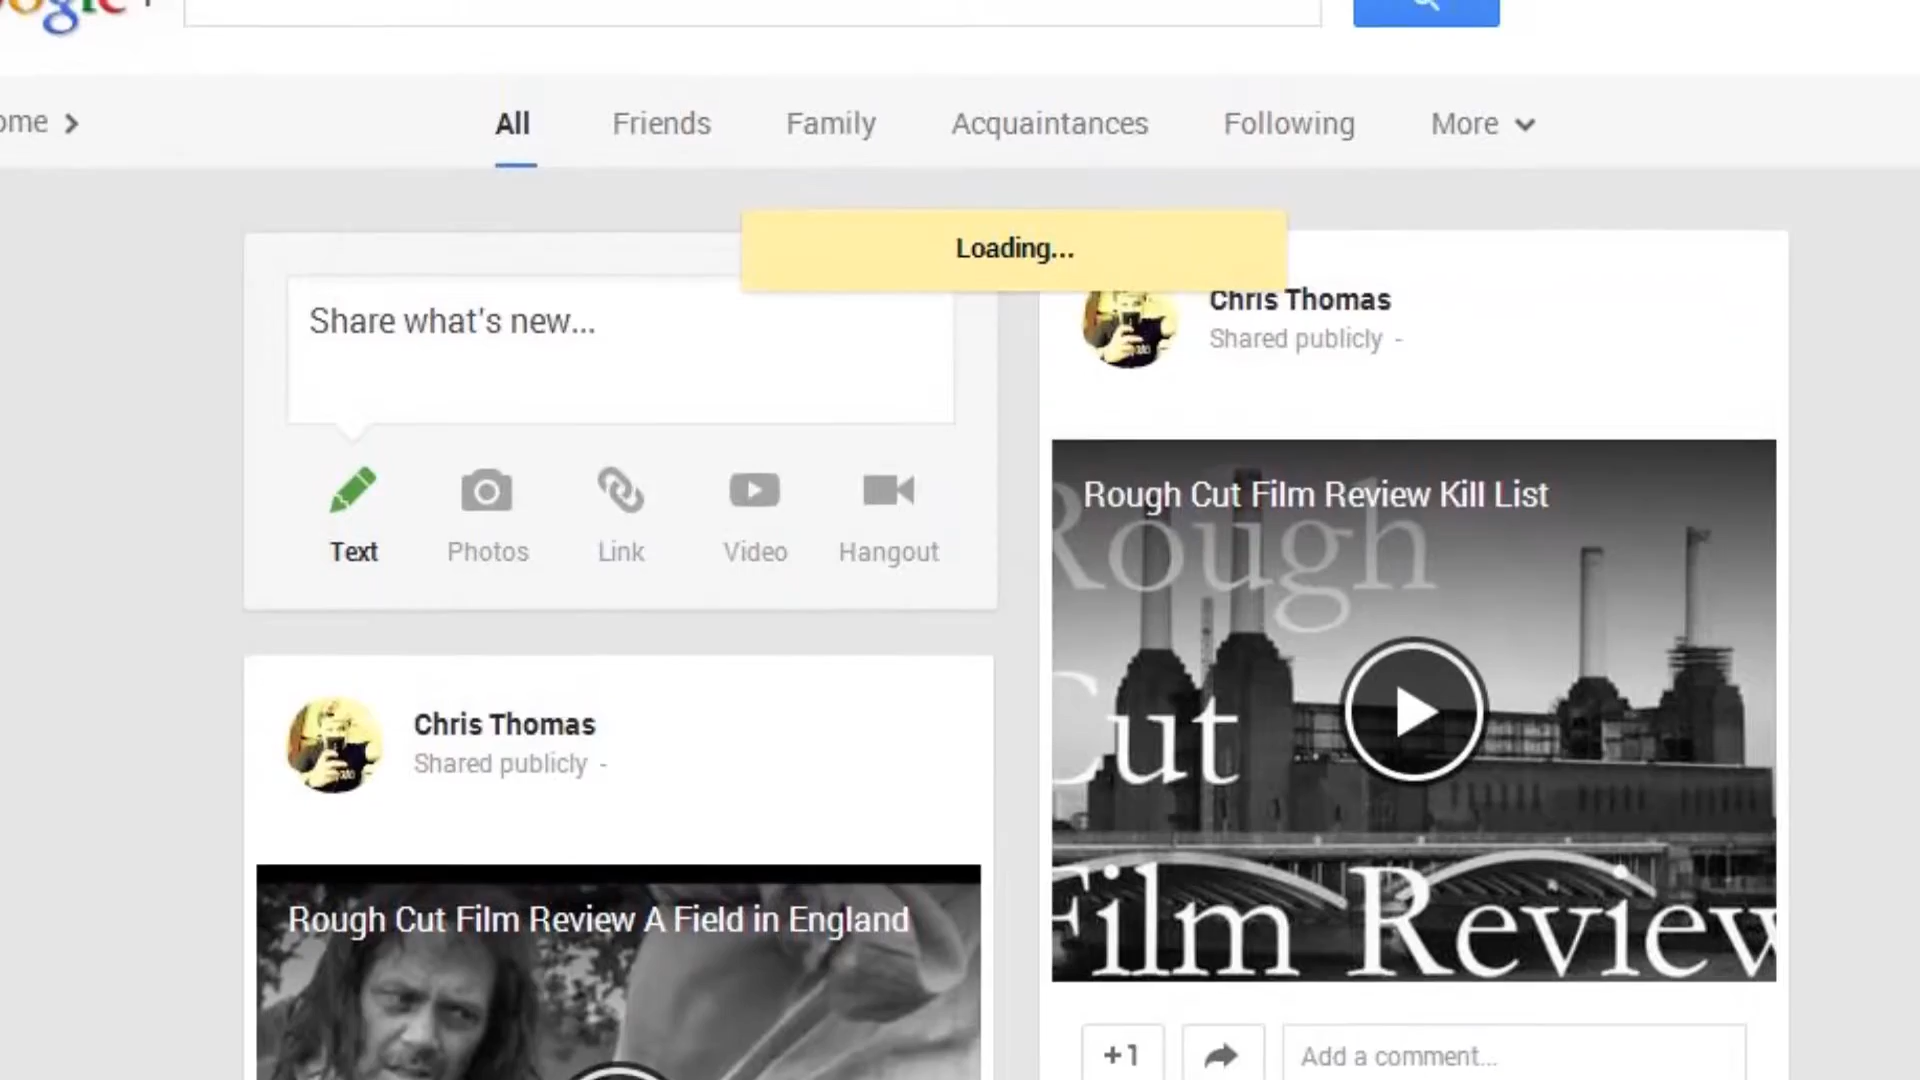 ome
All
Friends
Family
Acquaintances
Following
More
Loading...
Share what's new...
Text
Photos
Link
Video
Hangout
Chris Thomas
Shared publicly -
Rough Cut Film Review A Field in England
Chris Thomas
Shared publicly -
Rough Cut Film Review Kill List
Rough
Cut
Film Review
+1
Add a comment...